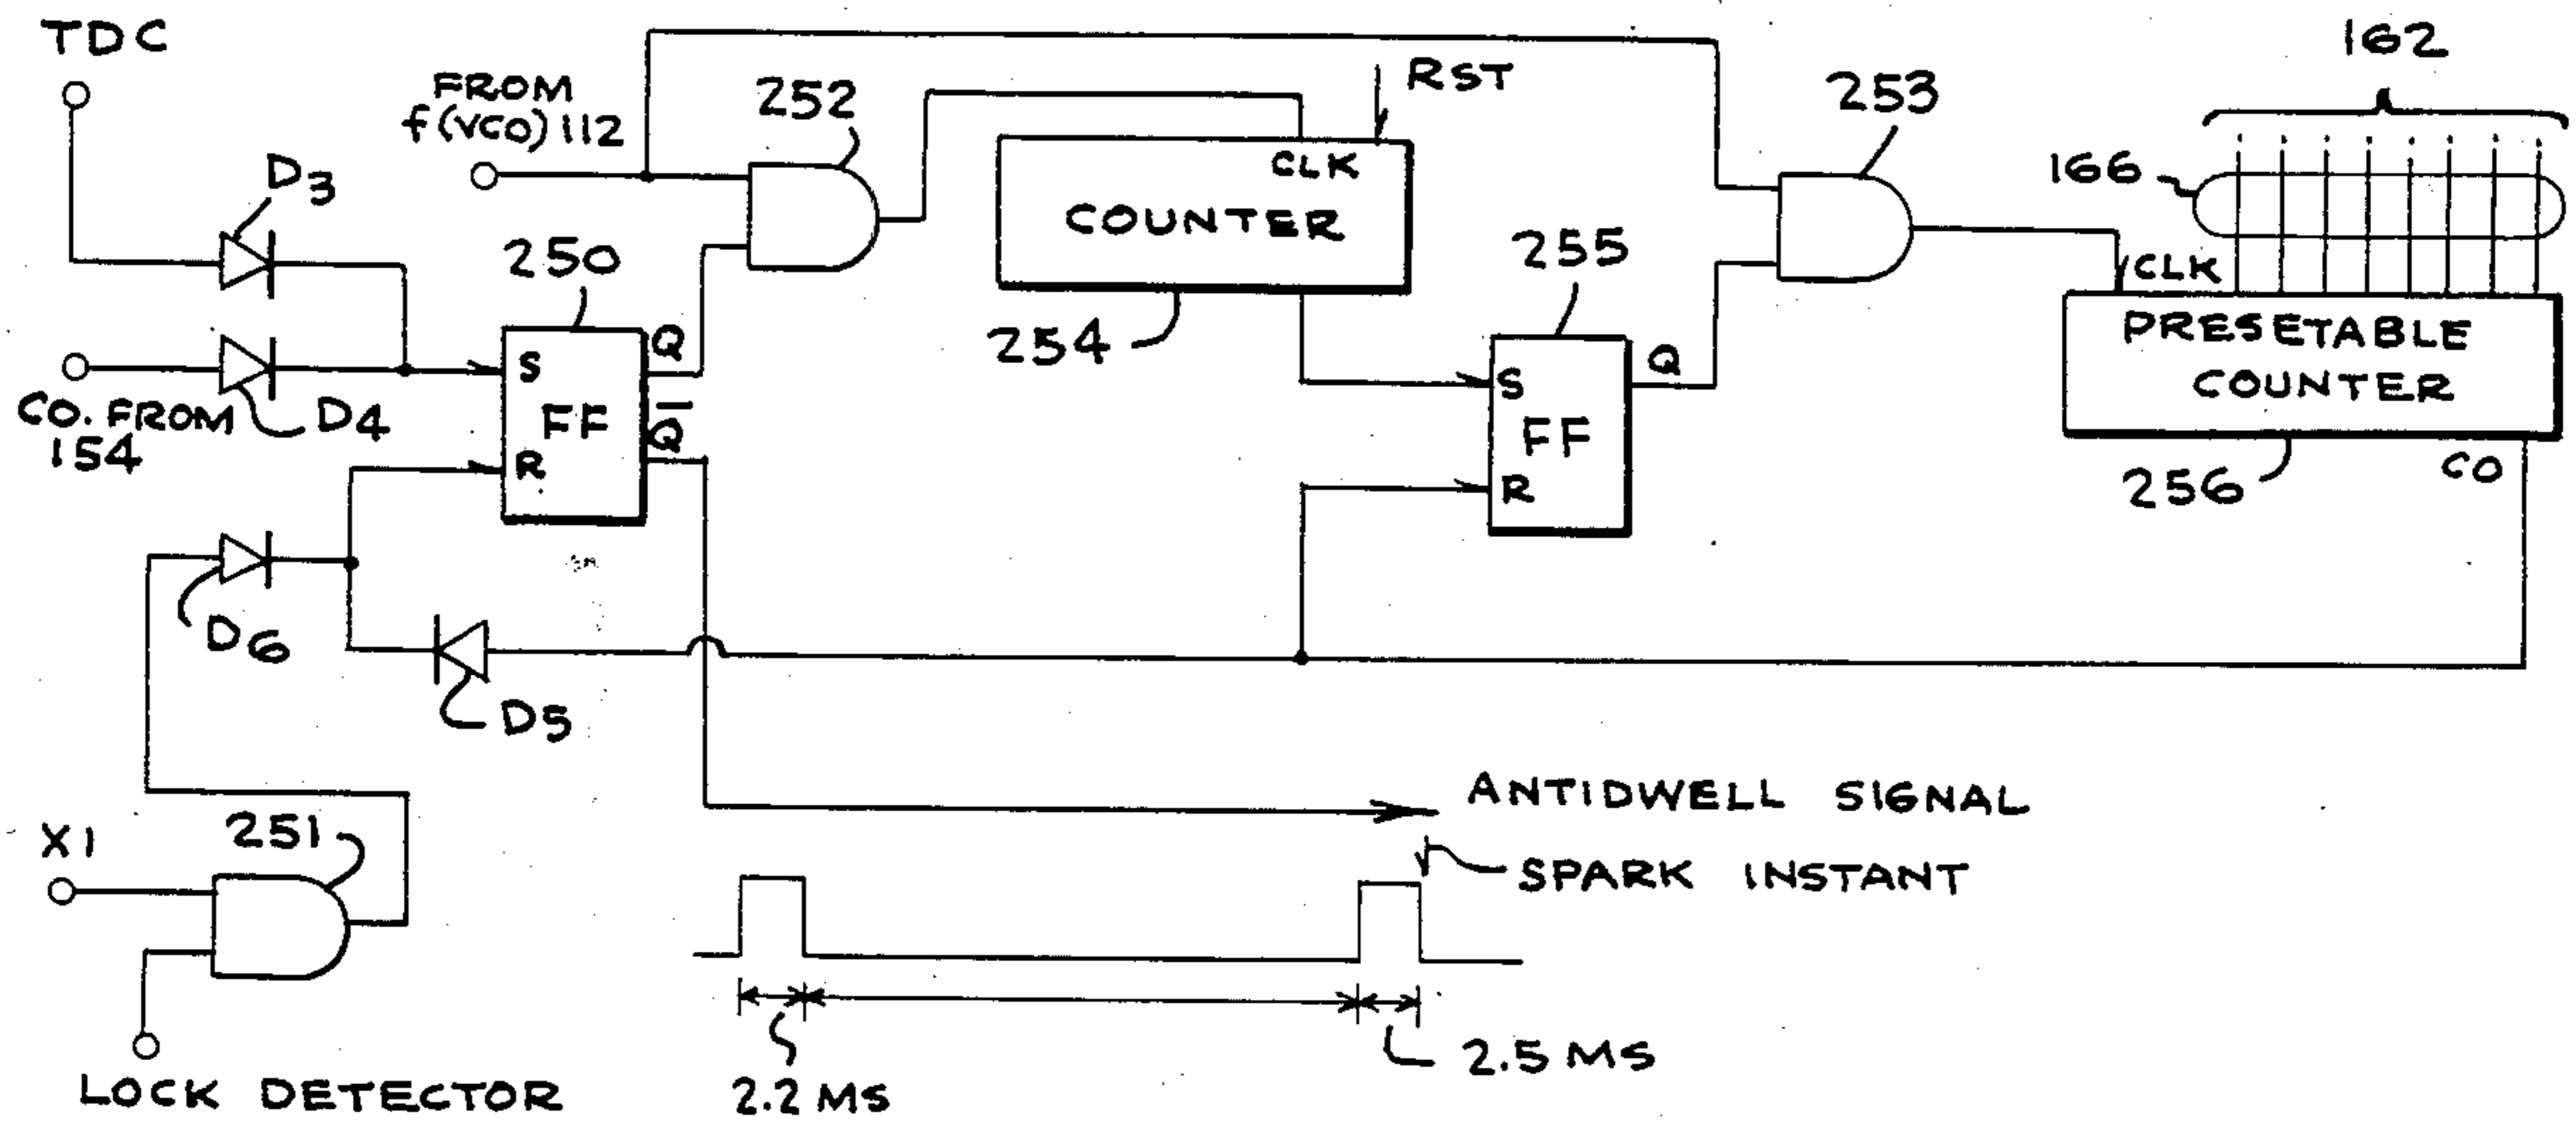 TDC
FROM
f(VCO) 112
252
RST
253
162
D3
CLK
COUNTER
166
250
255
CLK
254
PRESETABLE
COUNTER
S
Q
FF
Q̅
R
S
Q
FF
R
CO. FROM
154
D4
256
CO
D6
D5
ANTIDWELL SIGNAL
X1
251
SPARK INSTANT
2.5 MS
2.2 MS
LOCK DETECTOR